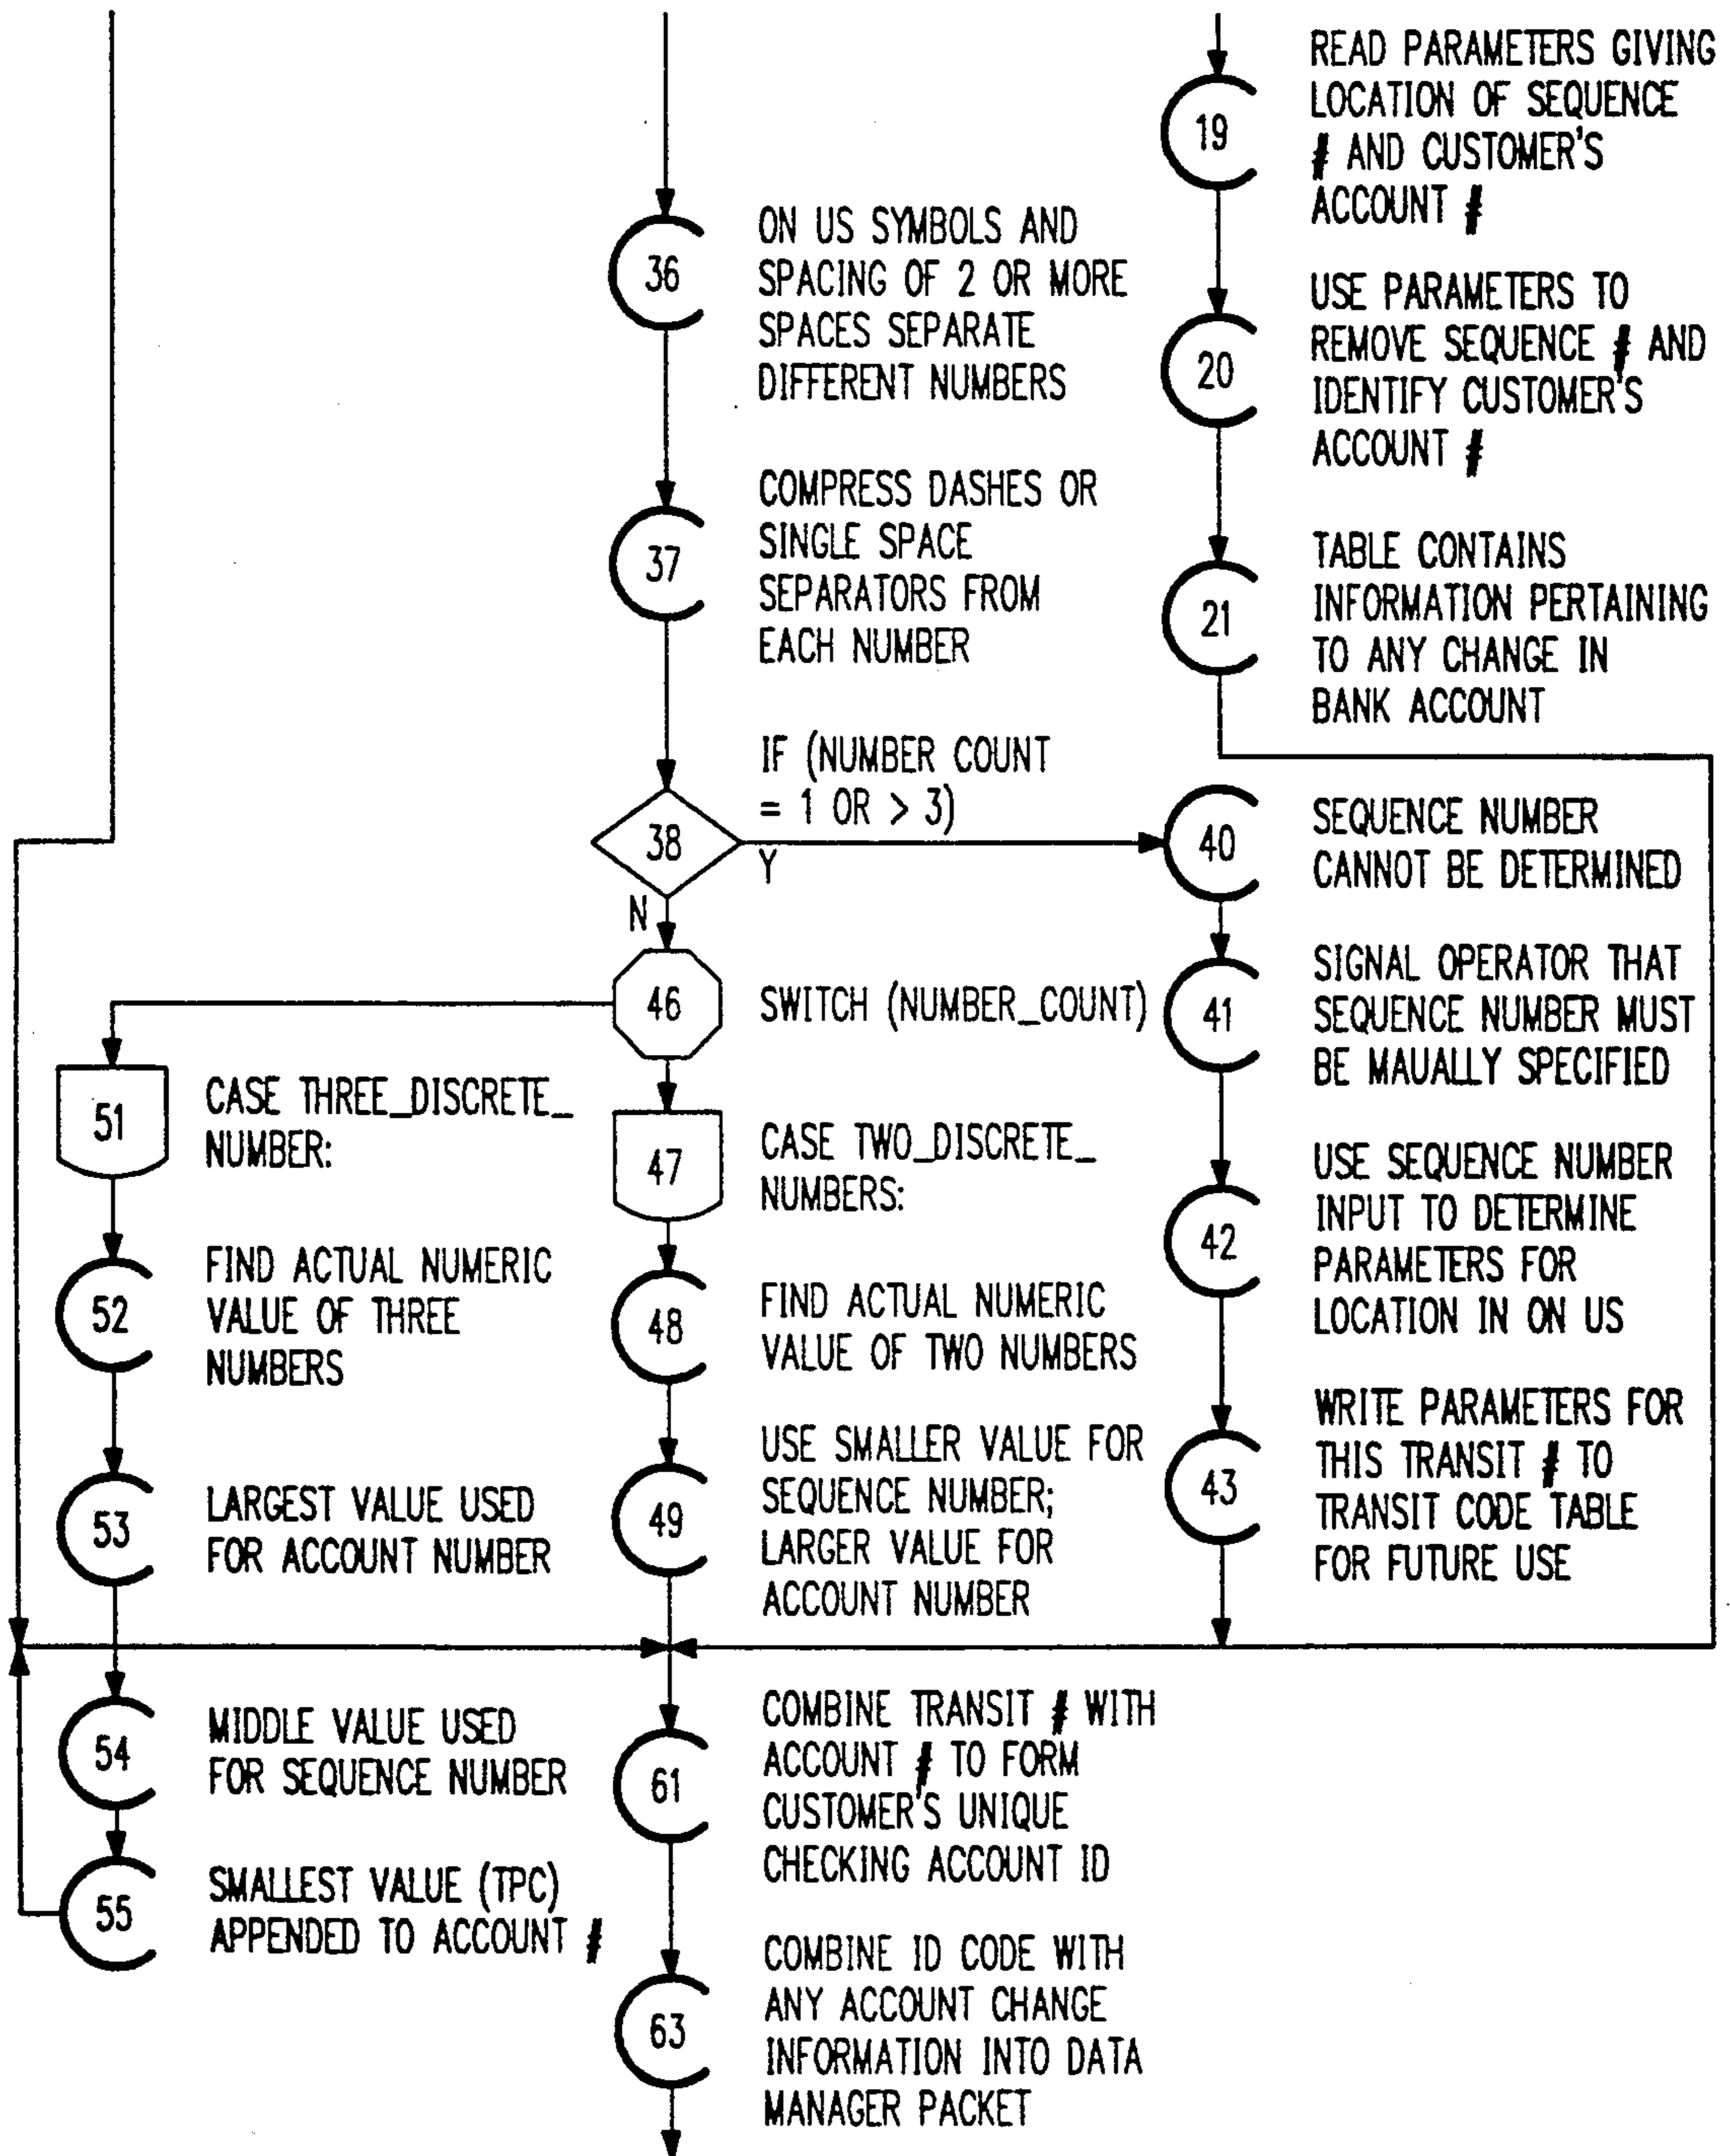 19
READ PARAMETERS GIVING
LOCATION OF SEQUENCE
# AND CUSTOMER'S
ACCOUNT #
36
ON US SYMBOLS AND
SPACING OF 2 OR MORE
SPACES SEPARATE
DIFFERENT NUMBERS
20
USE PARAMETERS TO
REMOVE SEQUENCE # AND
IDENTIFY CUSTOMER'S
ACCOUNT #
37
COMPRESS DASHES OR
SINGLE SPACE
SEPARATORS FROM
EACH NUMBER
21
TABLE CONTAINS
INFORMATION PERTAINING
TO ANY CHANGE IN
BANK ACCOUNT
38
IF (NUMBER COUNT
= 1 OR > 3)
Y
N
40
SEQUENCE NUMBER
CANNOT BE DETERMINED
46
SWITCH (NUMBER_COUNT)
41
SIGNAL OPERATOR THAT
SEQUENCE NUMBER MUST
BE MAUALLY SPECIFIED
51
CASE THREE_DISCRETE_
NUMBER:
47
CASE TWO_DISCRETE_
NUMBERS:
42
USE SEQUENCE NUMBER
INPUT TO DETERMINE
PARAMETERS FOR
LOCATION IN ON US
52
FIND ACTUAL NUMERIC
VALUE OF THREE
NUMBERS
48
FIND ACTUAL NUMERIC
VALUE OF TWO NUMBERS
43
WRITE PARAMETERS FOR
THIS TRANSIT # TO
TRANSIT CODE TABLE
FOR FUTURE USE
53
LARGEST VALUE USED
FOR ACCOUNT NUMBER
49
USE SMALLER VALUE FOR
SEQUENCE NUMBER;
LARGER VALUE FOR
ACCOUNT NUMBER
54
MIDDLE VALUE USED
FOR SEQUENCE NUMBER
61
COMBINE TRANSIT # WITH
ACCOUNT # TO FORM
CUSTOMER'S UNIQUE
CHECKING ACCOUNT ID
55
SMALLEST VALUE (TPC)
APPENDED TO ACCOUNT #
63
COMBINE ID CODE WITH
ANY ACCOUNT CHANGE
INFORMATION INTO DATA
MANAGER PACKET